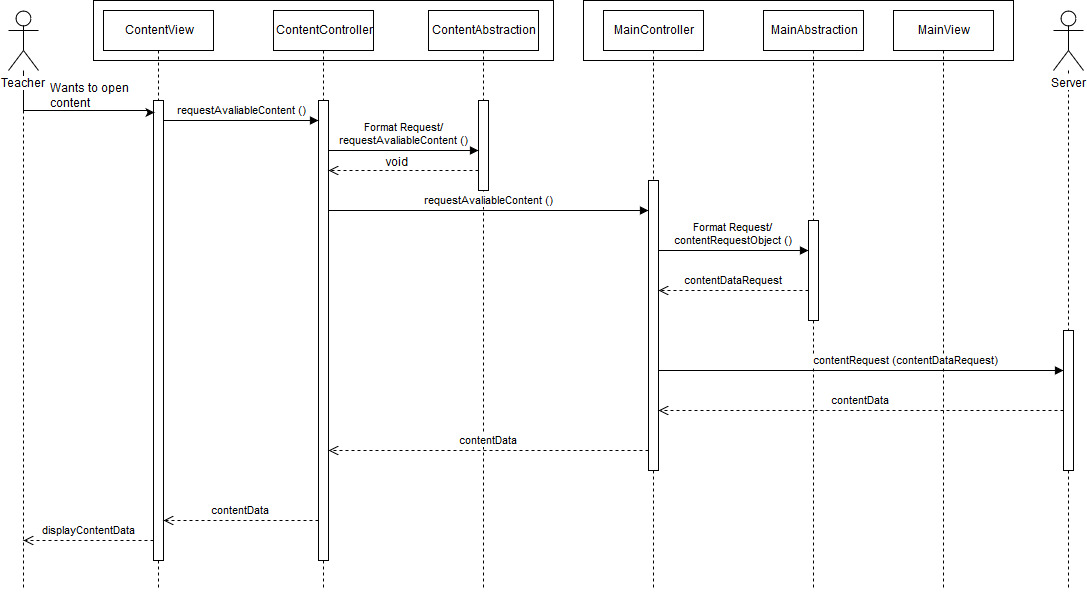 ContentView
ContentController
ContentAbstraction
MainController
MainAbstraction
MainView
Teacher
Server
Wants to open
content
requestAvaliableContent ()
Format Request/
requestAvaliableContent ()
void
requestAvaliableContent ()
Format Request/
contentRequestObject ()
contentDataRequest
contentRequest (contentDataRequest)
contentData
contentData
contentData
displayContentData